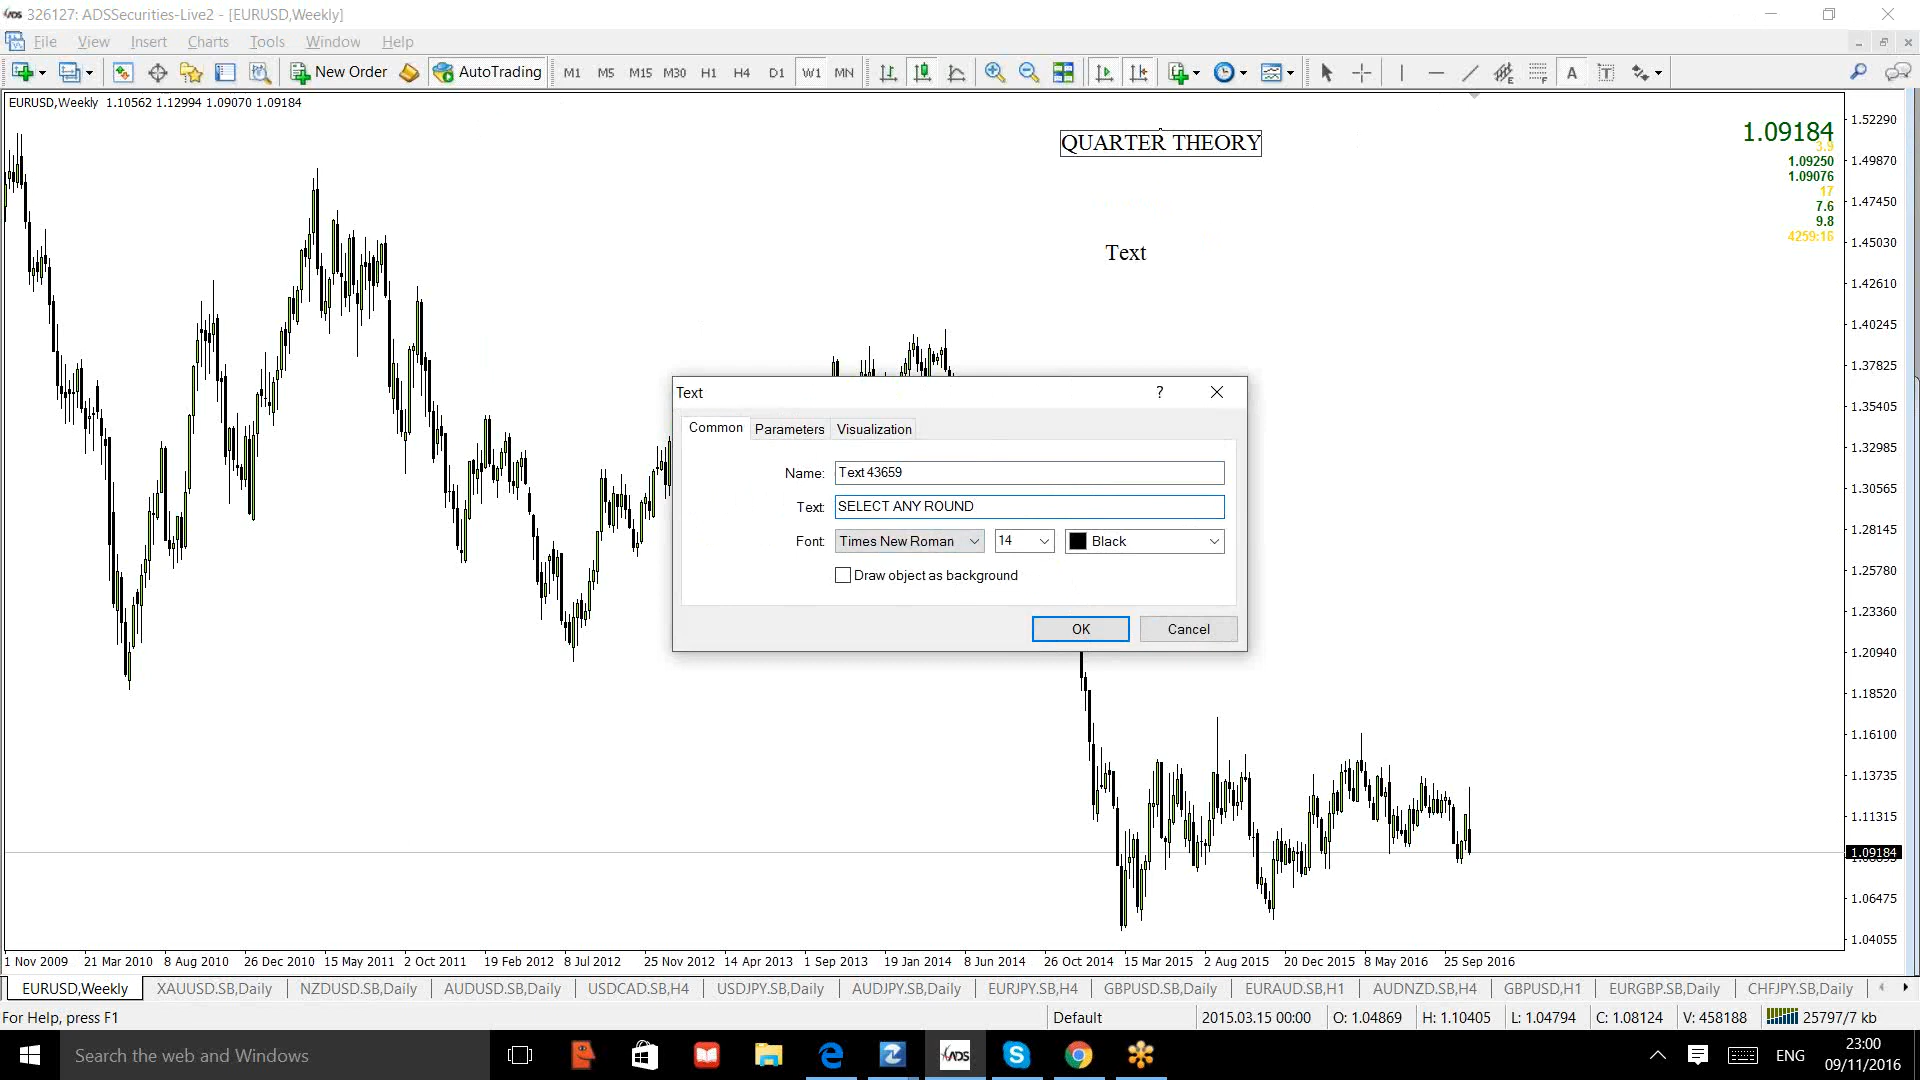 326127: ADSSecurities-Live2 - [EURUSD,Weekly]
File View Insert Charts Tools Window Help
New Order AutoTrading M1 M5 M15 M30 H1 H4 D1 W1 MN A T
EURUSD,Weekly 1.10562 1.12994 1.09070 1.09184
QUARTER THEORY
Text
1.09184
3.9
1.09250
1.09076
17
7.6
9.8
4259:16
1.52290
1.49870
1.47450
1.45030
1.42610
1.40245
1.37825
1.35405
1.32985
1.30565
1.28145
1.25780
1.23360
1.20940
1.18520
1.16100
1.13735
1.11315
1.09184
1.06475
1.04055
Text ?
Common Parameters Visualization
Name: Text 43659
Text: SELECT ANY ROUND
Font: Times New Roman 14 Black
Draw object as background
OK Cancel
1 Nov 2009 21 Mar 2010 8 Aug 2010 26 Dec 2010 15 May 2011 2 Oct 2011 19 Feb 2012 8 Jul 2012 25 Nov 2012 14 Apr 2013 1 Sep 2013 19 Jan 2014 8 Jun 2014 26 Oct 2014 15 Mar 2015 2 Aug 2015 20 Dec 2015 8 May 2016 25 Sep 2016
EURUSD,Weekly XAUUSD.SB,Daily NZDUSD.SB,Daily AUDUSD.SB,Daily USDCAD.SB,H4 USDJPY.SB,Daily AUDJPY.SB,Daily EURJPY.SB,H4 GBPUSD.SB,Daily EURAUD.SB,H1 AUDNZD.SB,H4 GBPUSD,H1 EURGBP.SB,Daily CHFJPY.SB,Daily
For Help, press F1 Default 2015.03.15 00:00 O: 1.04869 H: 1.10405 L: 1.04794 C: 1.08124 V: 458188 25797/7 kb
Search the web and Windows ADS ENG 23:00
09/11/2016